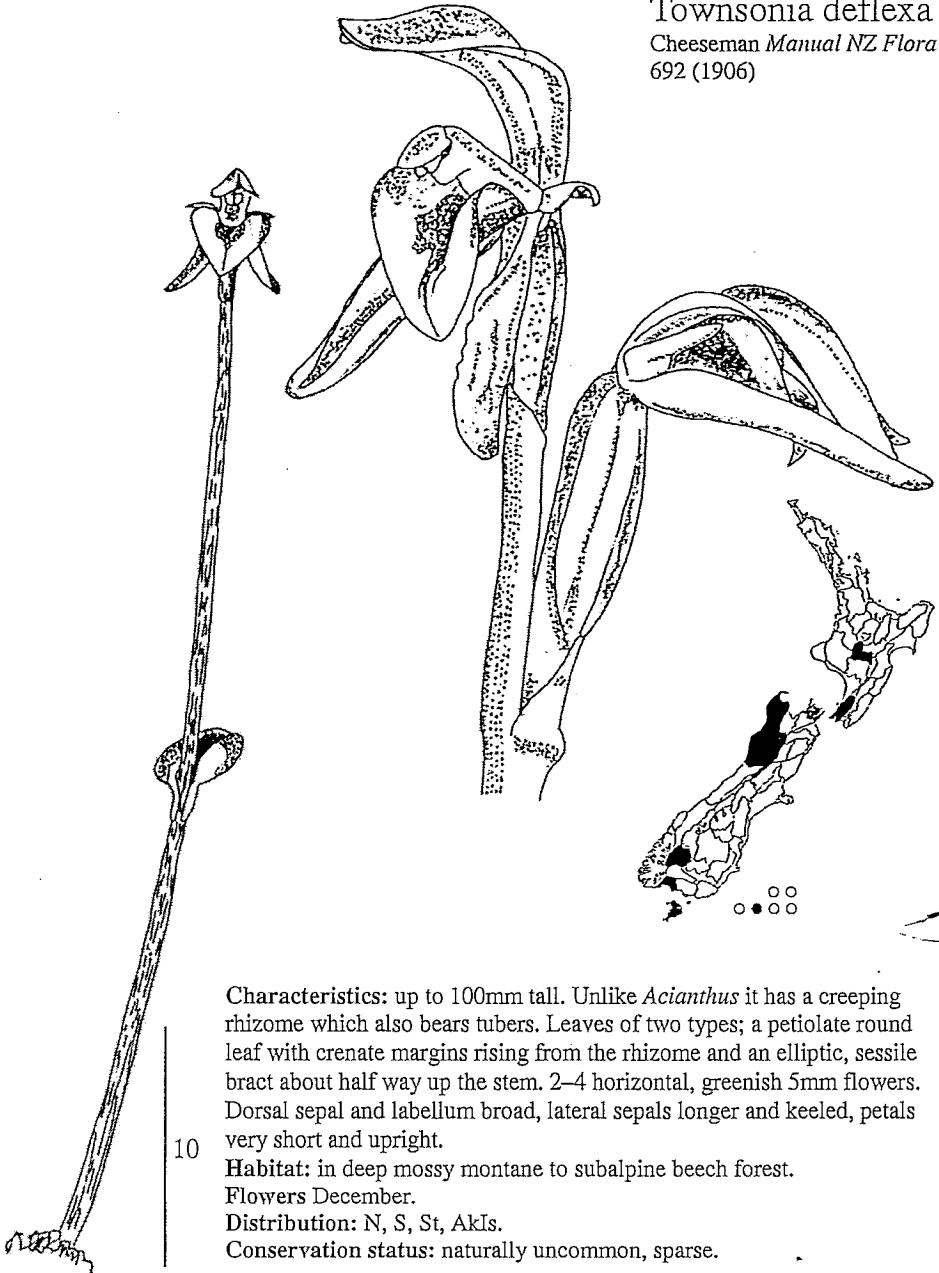 Townsonia deflexa
Cheeseman Manual NZ Flora
692 (1906)
Characteristics: up to 100mm tall. Unlike Acianthus it has a creeping
rhizome which also bears tubers. Leaves of two types; a petiolate round
leaf with crenate margins rising from the rhizome and an elliptic, sessile
bract about half way up the stem. 2–4 horizontal, greenish 5mm flowers.
Dorsal sepal and labellum broad, lateral sepals longer and keeled, petals
very short and upright.
10
Habitat: in deep mossy montane to subalpine beech forest.
Flowers December.
Distribution: N, S, St, AkIs.
Conservation status: naturally uncommon, sparse.